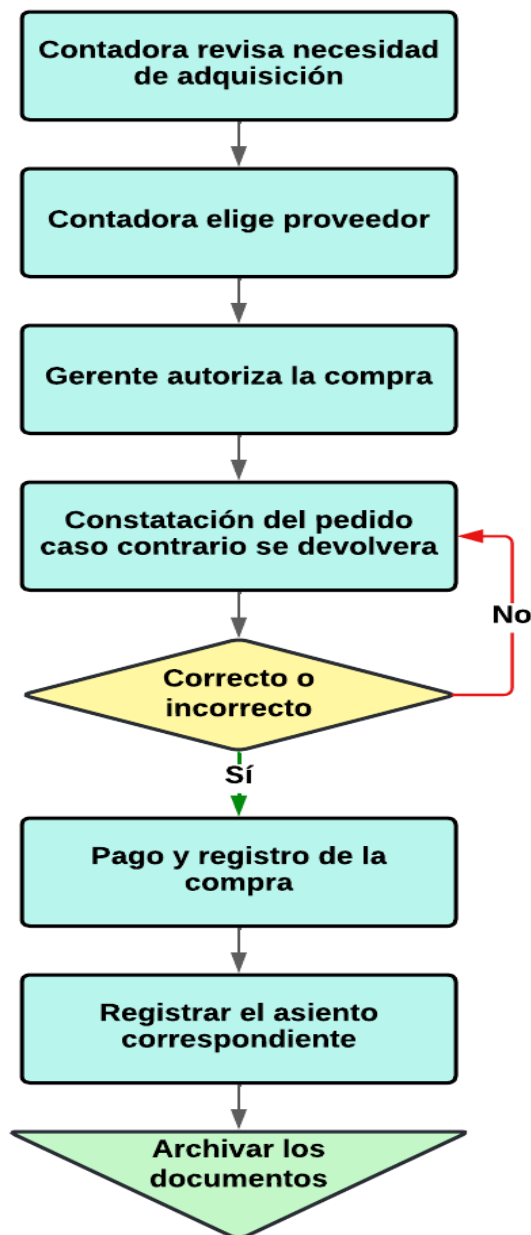 Contadora revisa necesidad
de adquisición
Contadora elige proveedor
Gerente autoriza la compra
Constatación del pedido
caso contrario se devolvera
No
Correcto o
incorrecto
Sí
Pago y registro de la
compra
Registrar el asiento
correspondiente
Archivar los
documentos